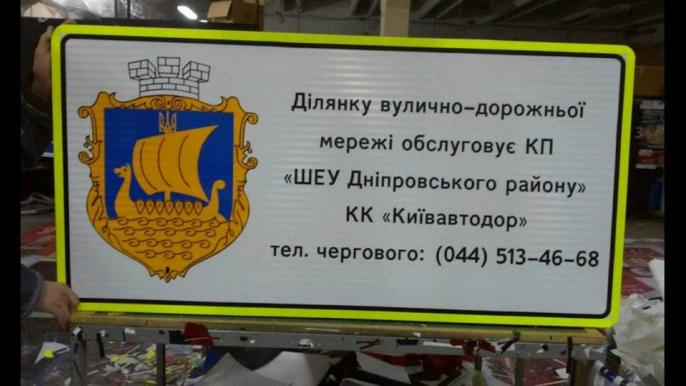 Ділянку вулично-дорожньої
мережі обслуговує КП
«ШЕУ Дніпровського району»
КК «Київавтодор»
тел. чергового: (044) 513-46-68